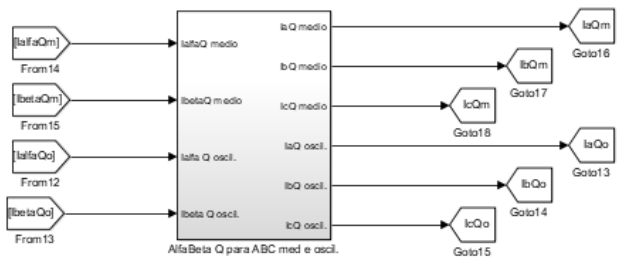 IaQ medio
[IaQm]
Goto16
[IalfaQm]
IalfaQ medio
From14
IbQ medio
[IbQm]
Goto17
[IbetaQm]
IbetaQ medio
From15
IcQ medio
[IcQm]
Goto18
[IalfaQo]
Ialfa Q oscil.
From12
IaQ oscil.
[IaQo]
Goto13
IbQ oscil.
[IbQo]
Goto14
[IbetaQo]
Ibeta Q oscil.
From13
IcQ oscil.
[IcQo]
Goto15
AlfaBeta Q para ABC med e oscil.